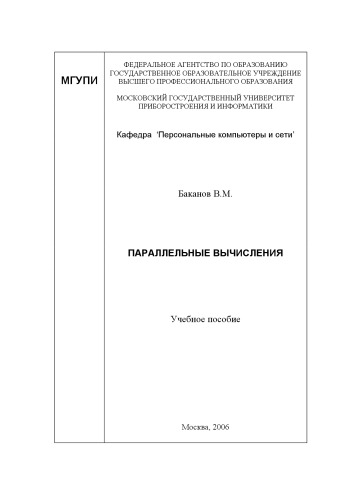 МГУПИ
ФЕДЕРАЛЬНОЕ АГЕНТСТВО ПО ОБРАЗОВАНИЮ
ГОСУДАРСТВЕННОЕ ОБРАЗОВАТЕЛЬНОЕ УЧРЕЖДЕНИЕ
ВЫСШЕГО ПРОФЕССИОНАЛЬНОГО ОБРАЗОВАНИЯ
МОСКОВСКИЙ ГОСУДАРСТВЕННЫЙ УНИВЕРСИТЕТ
ПРИБОРОСТРОЕНИЯ И ИНФОРМАТИКИ
Кафедра 'Персональные компьютеры и сети'
Баканов В.М.
ПАРАЛЛЕЛЬНЫЕ ВЫЧИСЛЕНИЯ
Учебное пособие
Москва, 2006